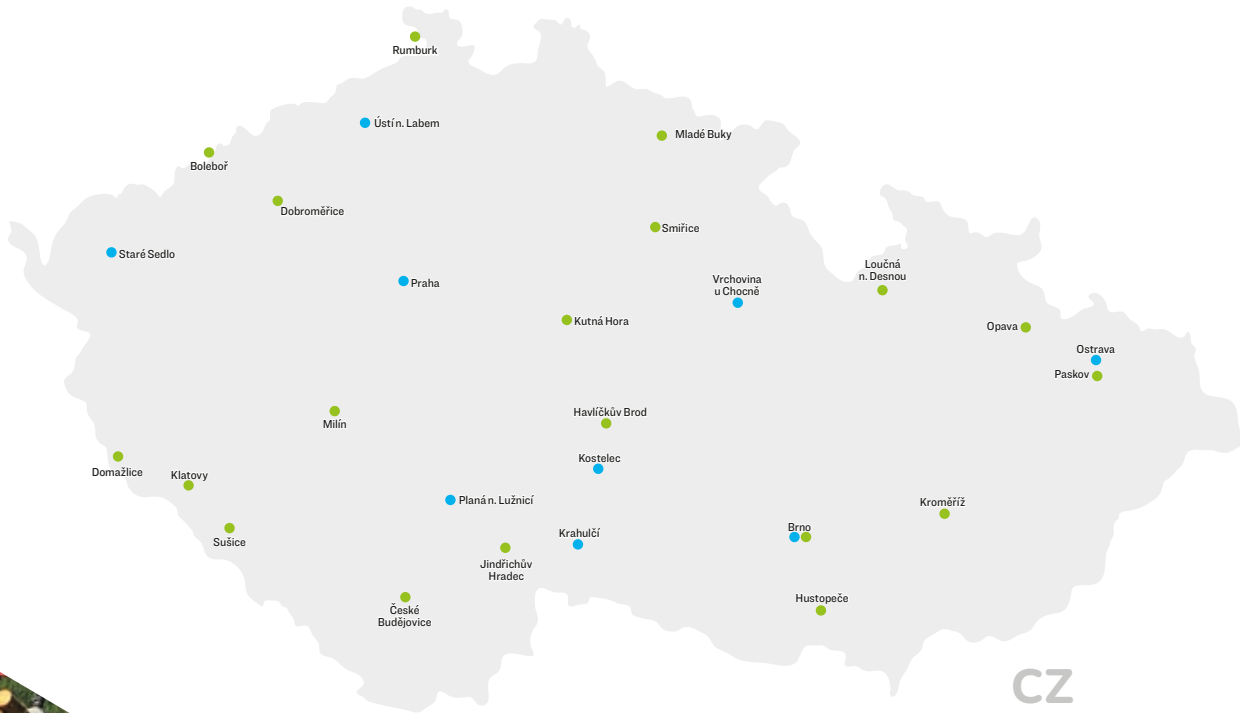 Rumburk
Ústí n. Labem
Mladé Buky
Boleboř
Dobroměřice
Smiřice
Staré Sedlo
Praha
Loučná
n. Desnou
Vrchovina
u Chocně
Kutná Hora
Opava
Ostrava
Paskov
Havlíčkův Brod
Milín
Kostelec
Domažlice
Klatovy
Planá n. Lužnicí
Kroměříž
Brno
Krahulčí
Sušice
Jindřichův
Hradec
Hustopeče
České
Budějovice
CZ